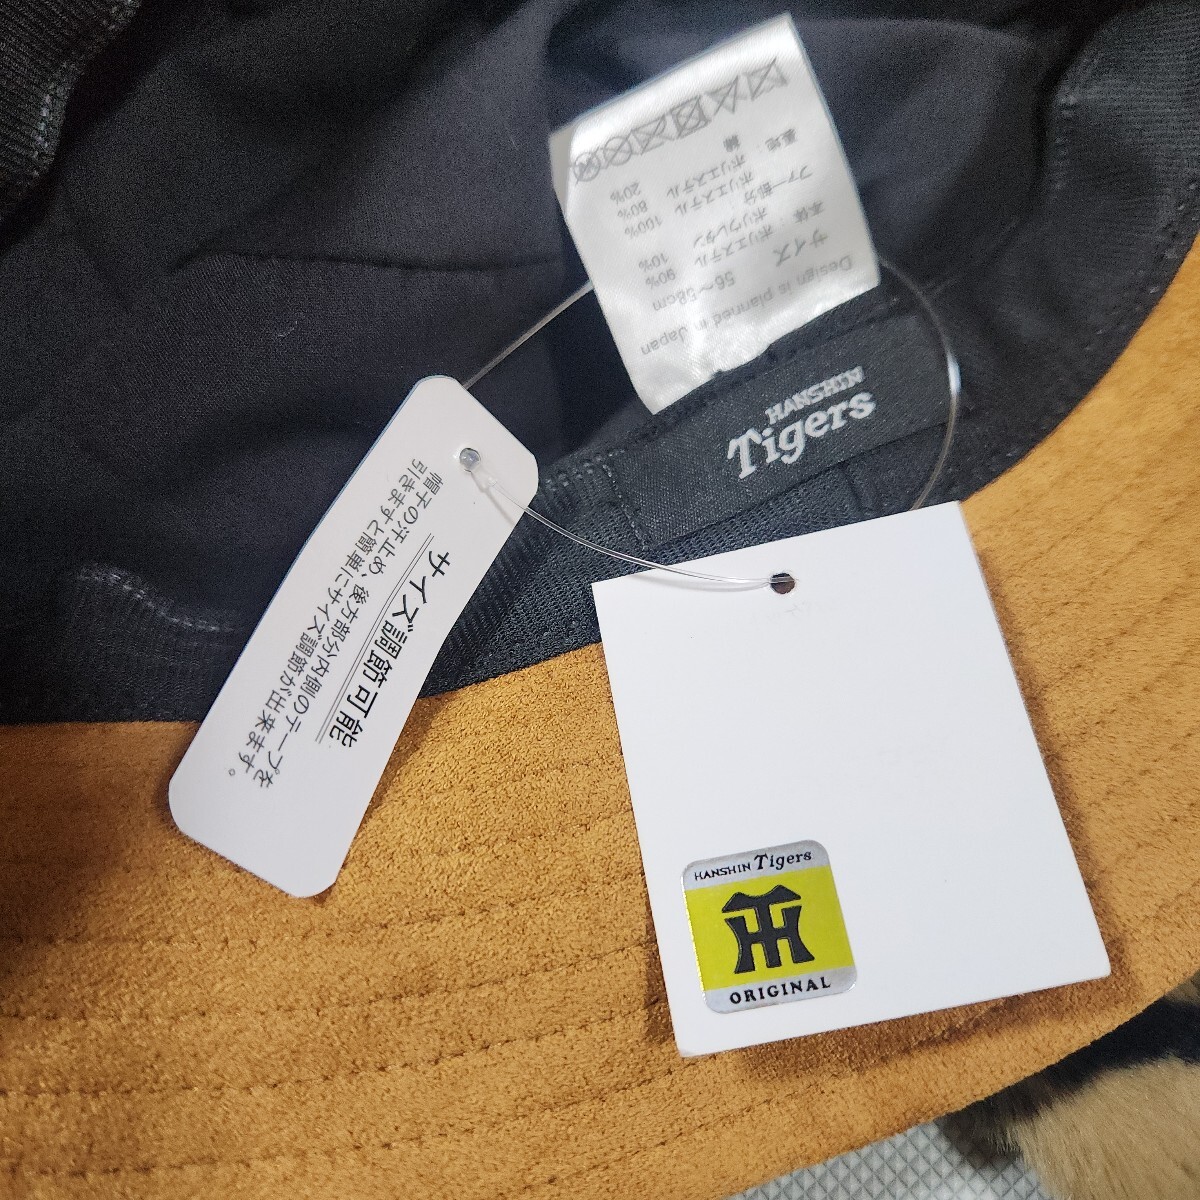 サイズ調節可能
帽子の汗止め、後方部分内側のテープを
引きますと簡単にサイズ調節が出来ます。
Design is planned in Japan
サイズ 56~58cm
本体:ポリエステル 90%
ポリウレタン 10%
ファー部分 ポリエステル 100%
裏地:ポリエステル 80%
綿 20%
HANSHIN
Tigers
HANSHIN Tigers
TH
ORIGINAL